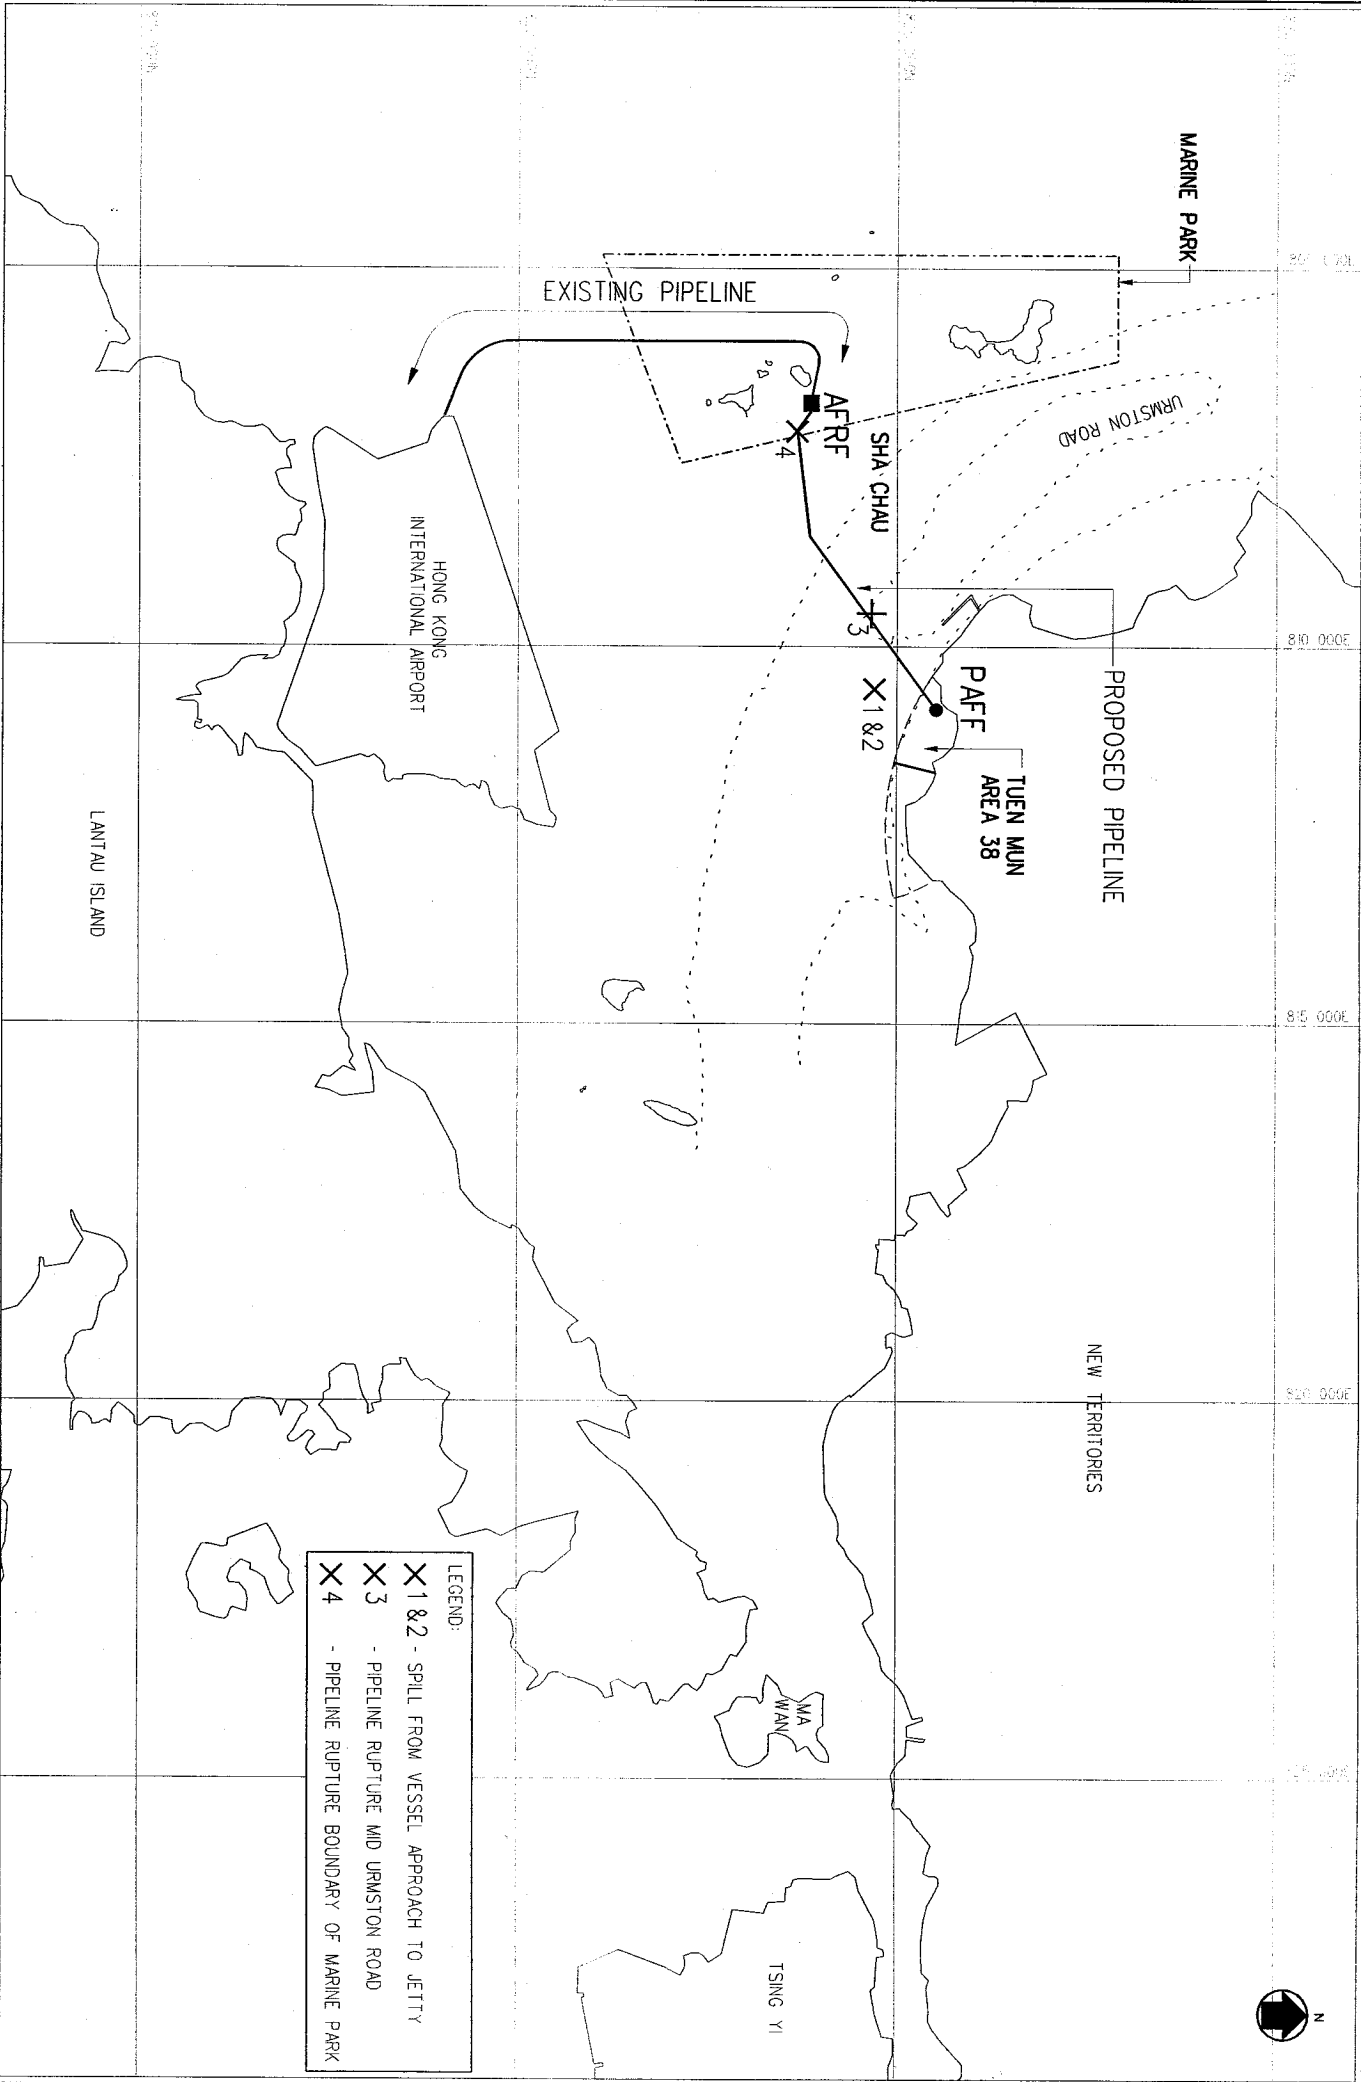 MARINE PARK
EXISTING PIPELINE
URMSTON ROAD
AFRF
4
SHA CHAU
3
X 1 & 2
PAFF
PROPOSED PIPELINE
TUEN MUN
AREA 38
HONG KONG
INTERNATIONAL AIRPORT
LANTAU ISLAND
NEW TERRITORIES
MA
WAN
TSING YI
N
810 000E
815 000E
820 000E
LEGEND:
X 1 & 2 - SPILL FROM VESSEL APPROACH TO JETTY
X 3 - PIPELINE RUPTURE MID URMSTON ROAD
X 4 - PIPELINE RUPTURE BOUNDARY OF MARINE PARK